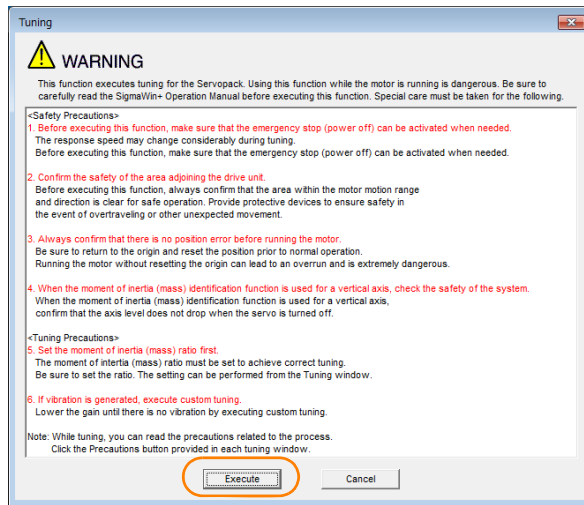 Tuning
WARNING
This function executes tuning for the Servopack. Using this function while the motor is running is dangerous. Be sure to
carefully read the SigmaWin+ Operation Manual before executing this function. Special care must be taken for the following.
<Safety Precautions>
1. Before executing this function, make sure that the emergency stop (power off) can be activated when needed.
The response speed may change considerably during tuning.
Before executing this function, make sure that the emergency stop (power off) can be activated when needed.
2. Confirm the safety of the area adjoining the drive unit.
Before executing this function, always confirm that the area within the motor motion range
and direction is clear for safe operation. Provide protective devices to ensure safety in
the event of overtraveling or other unexpected movement.
3. Always confirm that there is no position error before running the motor.
Be sure to return to the origin and reset the position prior to normal operation.
Running the motor without resetting the origin can lead to an overrun and is extremely dangerous.
4. When the moment of inertia (mass) identification function is used for a vertical axis, check the safety of the system.
When the moment of inertia (mass) identification function is used for a vertical axis,
confirm that the axis level does not drop when the servo is turned off.
<Tuning Precautions>
5. Set the moment of inertia (mass) ratio first.
The moment of intertia (mass) ratio must be set to achieve correct tuning.
Be sure to set the ratio. The setting can be performed from the Tuning window.
6. If vibration is generated, execute custom tuning.
Lower the gain until there is no vibration by executing custom tuning.
Note: While tuning, you can read the precautions related to the process.
Click the Precautions button provided in each tuning window.
Execute Cancel